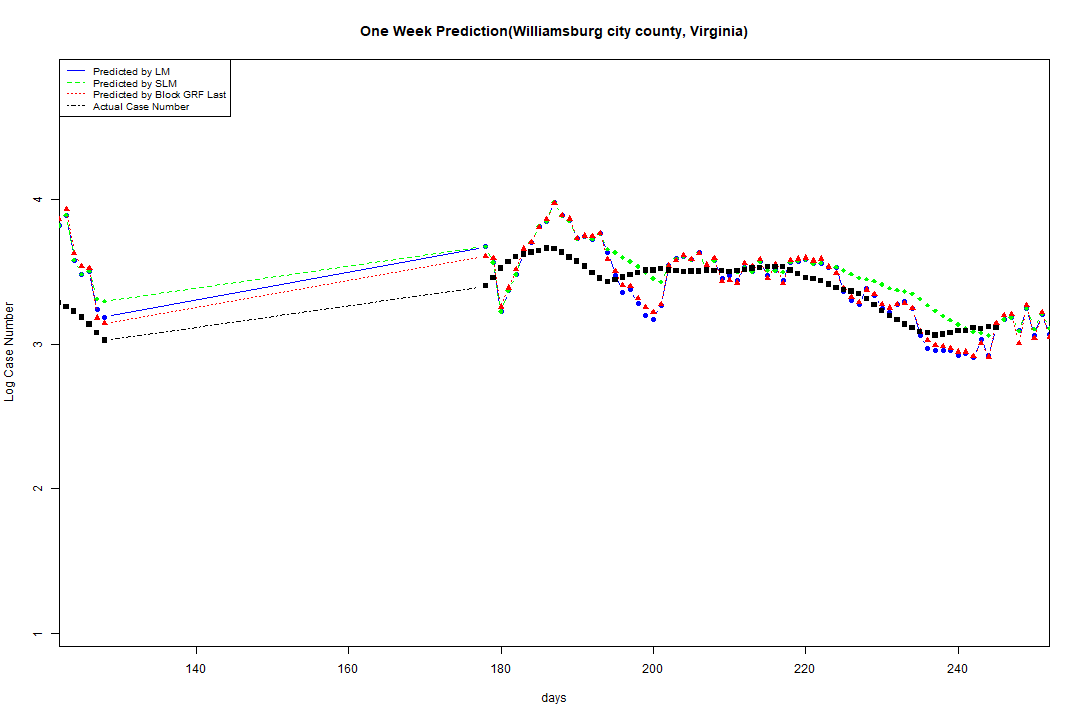 One Week Prediction(Williamsburg city county, Virginia)
Predicted by LM
Predicted by SLM
Predicted by Block GRF Last
Actual Case Number
4
3
2
1
Log Case Number
140 160 180 200 220 240
days